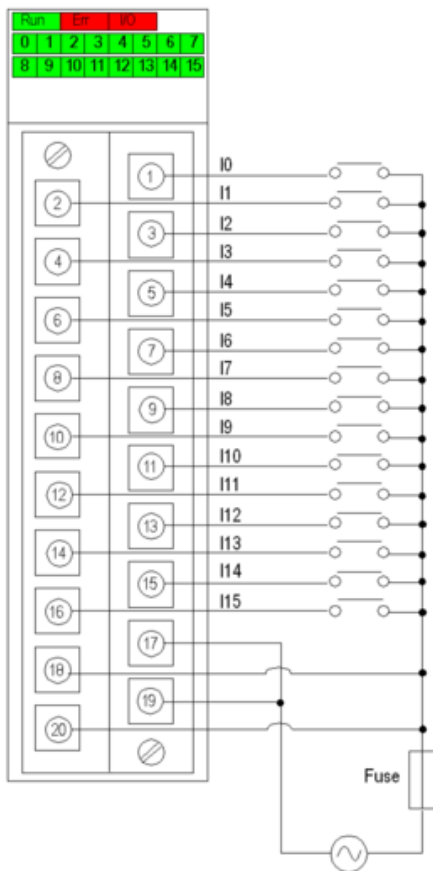 Run Err I/O
0 1 2 3 4 5 6 7
8 9 10 11 12 13 14 15
1 I0
2 I1
3 I2
4 I3
5 I4
6 I5
7 I6
8 I7
9 I8
10 I9
11 I10
12 I11
13 I12
14 I13
15 I14
16 I15
17
18
19
20
Fuse